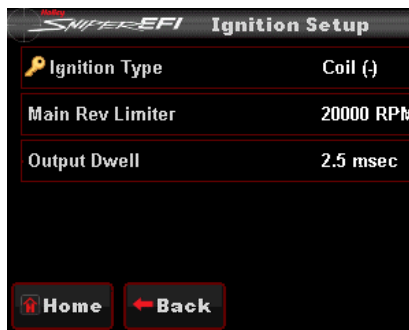 Holley
SNIPER EFI Ignition Setup
Ignition Type Coil (-)
Main Rev Limiter 20000 RPM
Output Dwell 2.5 msec
Home Back